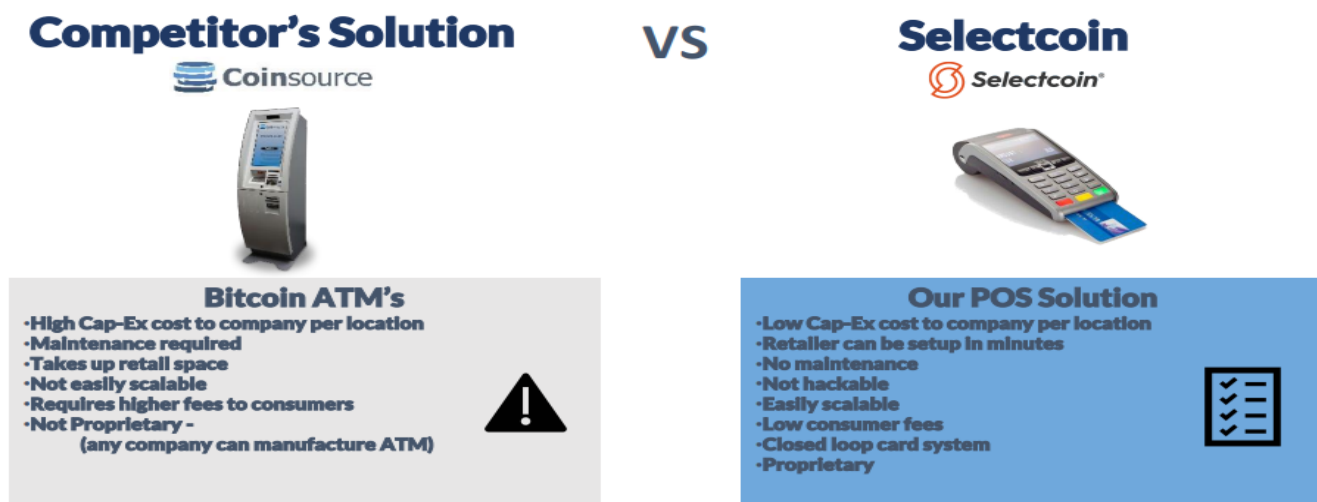 Competitor's Solution
VS
Selectcoin
Coinsource
Selectcoin®
Bitcoin ATM's
·High Cap-Ex cost to company per location
·Maintenance required
·Takes up retail space
·Not easily scalable
·Requires higher fees to consumers
·Not Proprietary -
(any company can manufacture ATM)
Our POS Solution
·Low Cap-Ex cost to company per location
·Retailer can be setup in minutes
·No maintenance
·Not hackable
·Easily scalable
·Low consumer fees
·Closed loop card system
·Proprietary